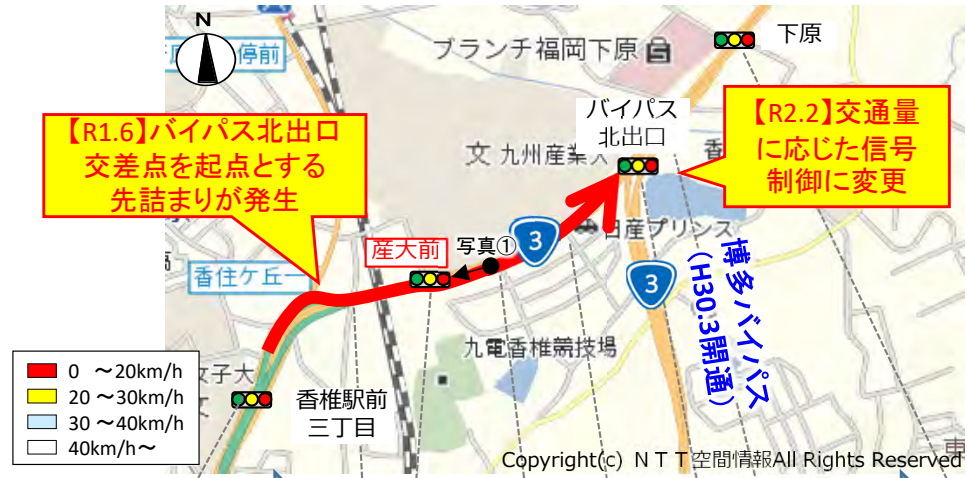 N
停前
ブランチ福岡下原
下原
【R1.6】バイパス北出口
交差点を起点とする
先詰まりが発生
バイパス
北出口
【R2.2】交通量
に応じた信号
制御に変更
文 九州産業大
香
日産プリンス
産大前
写真①
3
香住ケ丘一
3
博多バイパス
(H30.3開通)
九電香椎競技場
女子大
香椎駅前
三丁目
0 ～20km/h
20 ～30km/h
30 ～40km/h
40km/h～
東
Copyright(c) ＮＴＴ空間情報All Rights Reserved